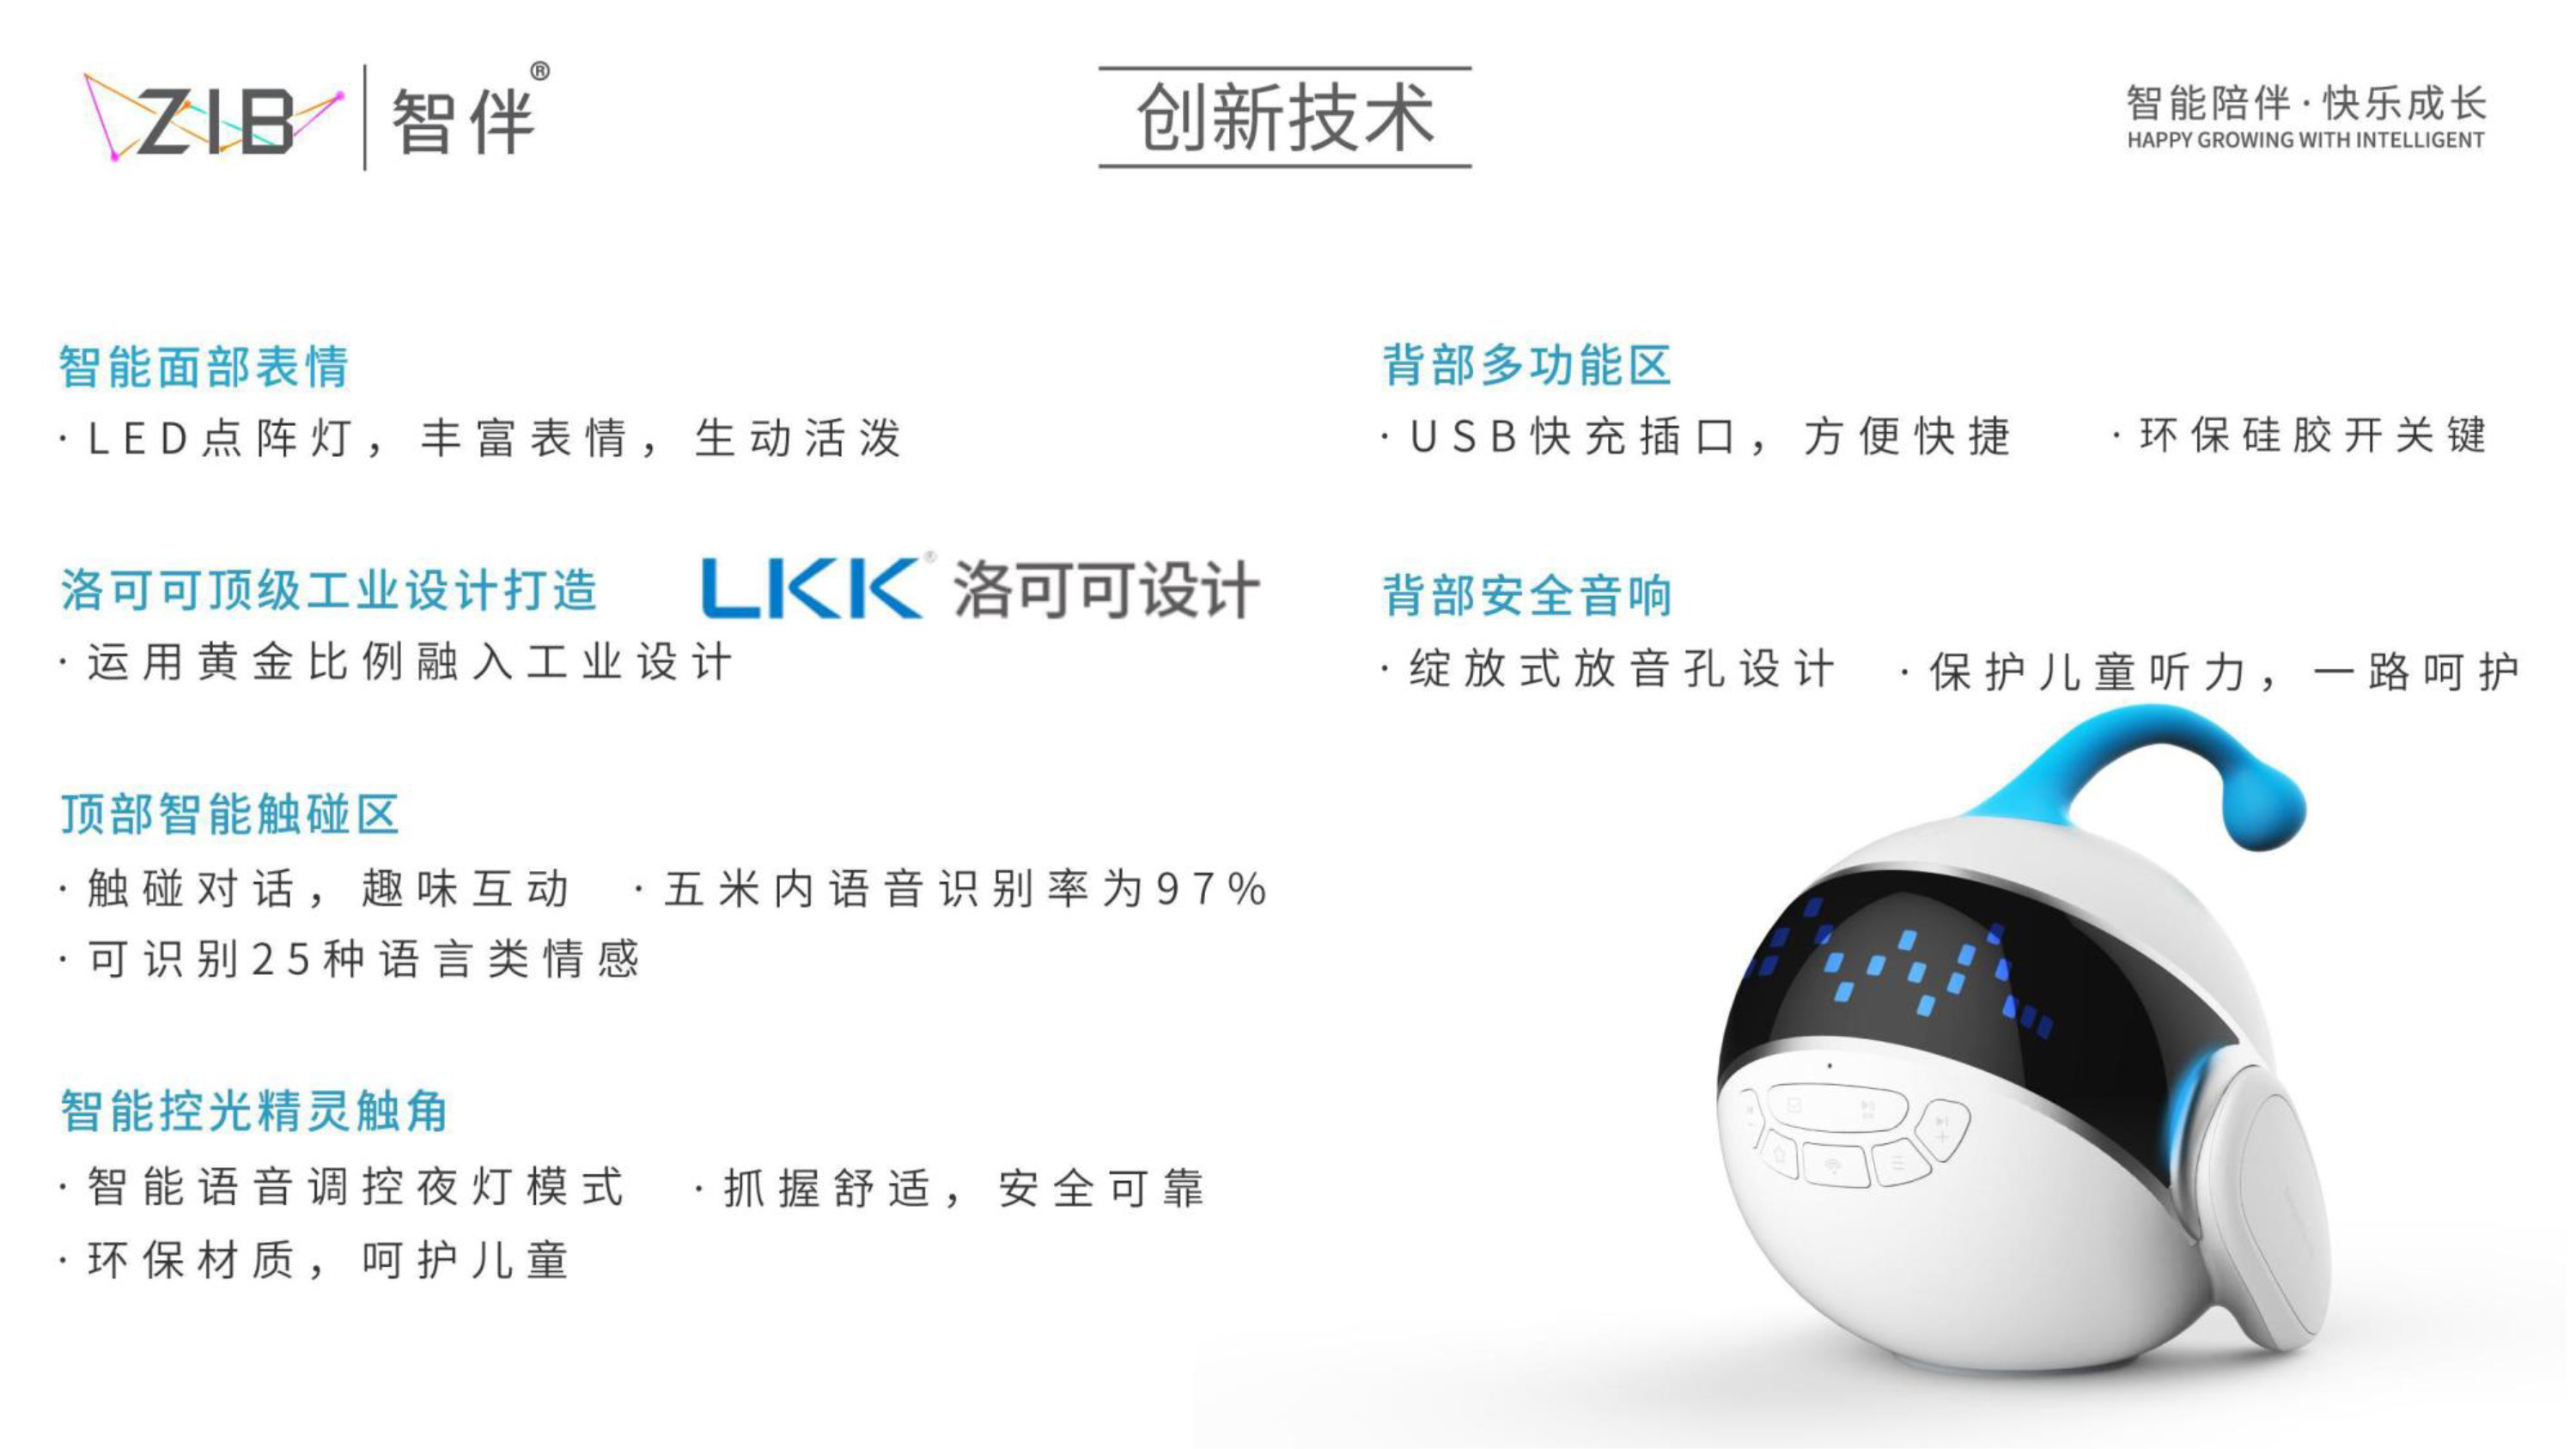 ZIB 智伴®
创新技术
智能陪伴·快乐成长
HAPPY GROWING WITH INTELLIGENT
智能面部表情
· LED点阵灯，丰富表情，生动活泼
洛可可顶级工业设计打造
LKK® 洛可可设计
· 运用黄金比例融入工业设计
顶部智能触碰区
· 触碰对话，趣味互动 · 五米内语音识别率为97%
· 可识别25种语言类情感
智能控光精灵触角
· 智能语音调控夜灯模式 · 抓握舒适，安全可靠
· 环保材质，呵护儿童
背部多功能区
· USB快充插口，方便快捷 · 环保硅胶开关键
背部安全音响
· 绽放式放音孔设计 · 保护儿童听力，一路呵护